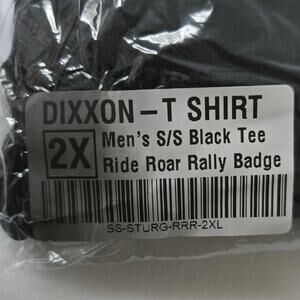 DIXXON – T SHIRT
2X
Men's S/S Black Tee
Ride Roar Rally Badge
SS-STURG-RRR-2XL